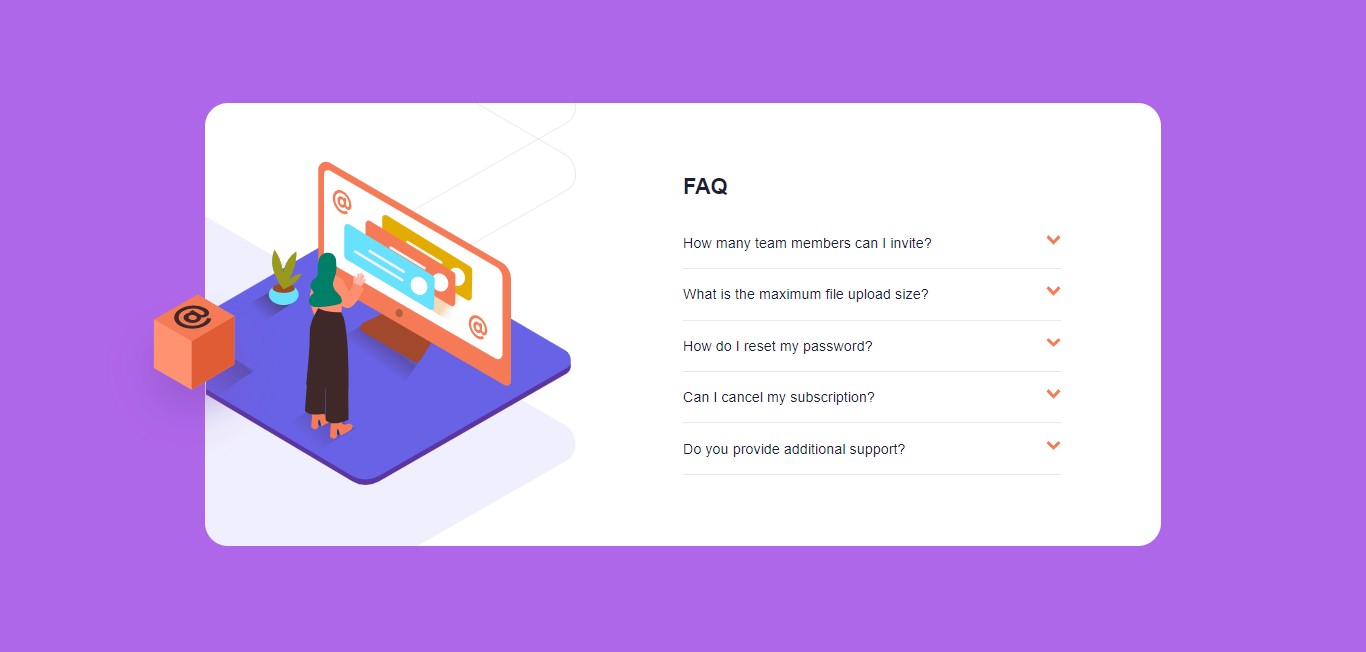 FAQ
How many team members can I invite?
What is the maximum file upload size?
How do I reset my password?
Can I cancel my subscription?
Do you provide additional support?
@
@
@